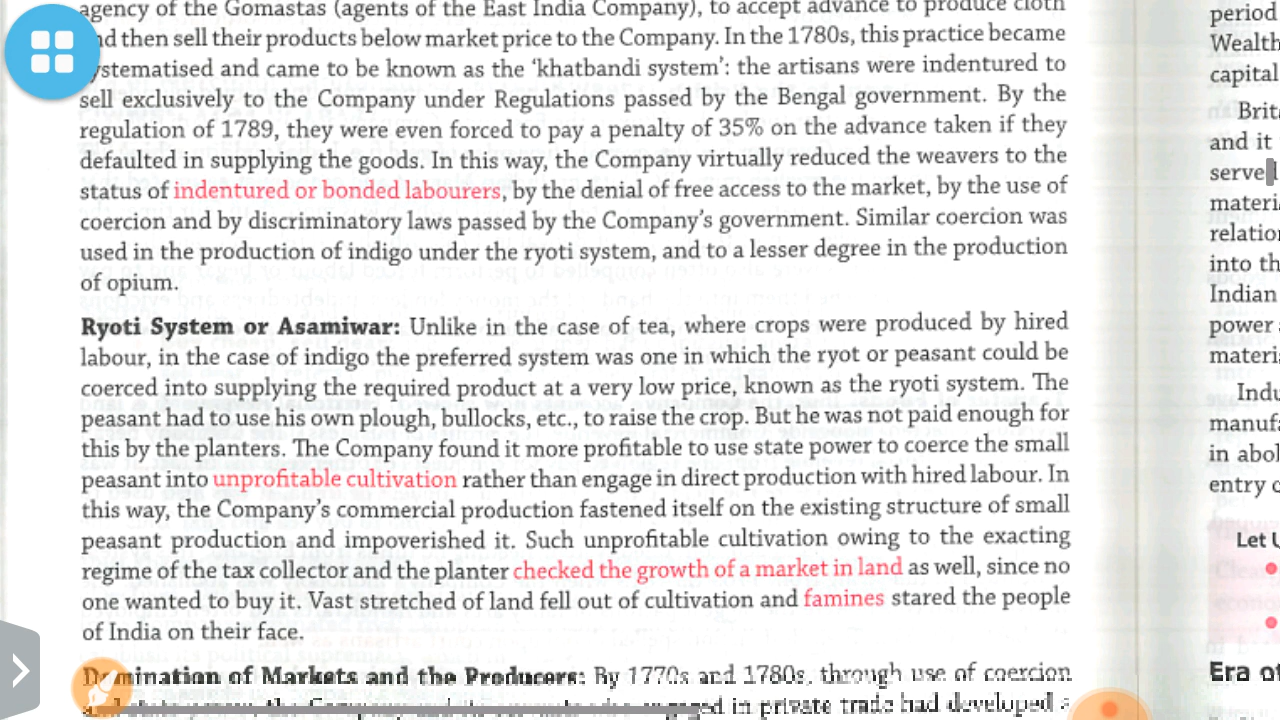 agency of the Gomastas (agents of the East India Company), to accept advance to produce cloth
and then sell their products below market price to the Company. In the 1780s, this practice became
systematised and came to be known as the 'khatbandi system': the artisans were indentured to
sell exclusively to the Company under Regulations passed by the Bengal government. By the
regulation of 1789, they were even forced to pay a penalty of 35% on the advance taken if they
defaulted in supplying the goods. In this way, the Company virtually reduced the weavers to the
status of indentured or bonded labourers, by the denial of free access to the market, by the use of
coercion and by discriminatory laws passed by the Company's government. Similar coercion was
used in the production of indigo under the ryoti system, and to a lesser degree in the production
of opium.
Ryoti System or Asamiwar: Unlike in the case of tea, where crops were produced by hired
labour, in the case of indigo the preferred system was one in which the ryot or peasant could be
coerced into supplying the required product at a very low price, known as the ryoti system. The
peasant had to use his own plough, bullocks, etc., to raise the crop. But he was not paid enough for
this by the planters. The Company found it more profitable to use state power to coerce the small
peasant into unprofitable cultivation rather than engage in direct production with hired labour. In
this way, the Company's commercial production fastened itself on the existing structure of small
peasant production and impoverished it. Such unprofitable cultivation owing to the exacting
regime of the tax collector and the planter checked the growth of a market in land as well, since no
one wanted to buy it. Vast stretched of land fell out of cultivation and famines stared the people
of India on their face.
Domination of Markets and the Producers: By 1770s and 1780s, through use of coercion
in private trade had developed a
period
Wealth
capital
and it
serve
into th
Indian
power
in abol
entry
Let U
Era of